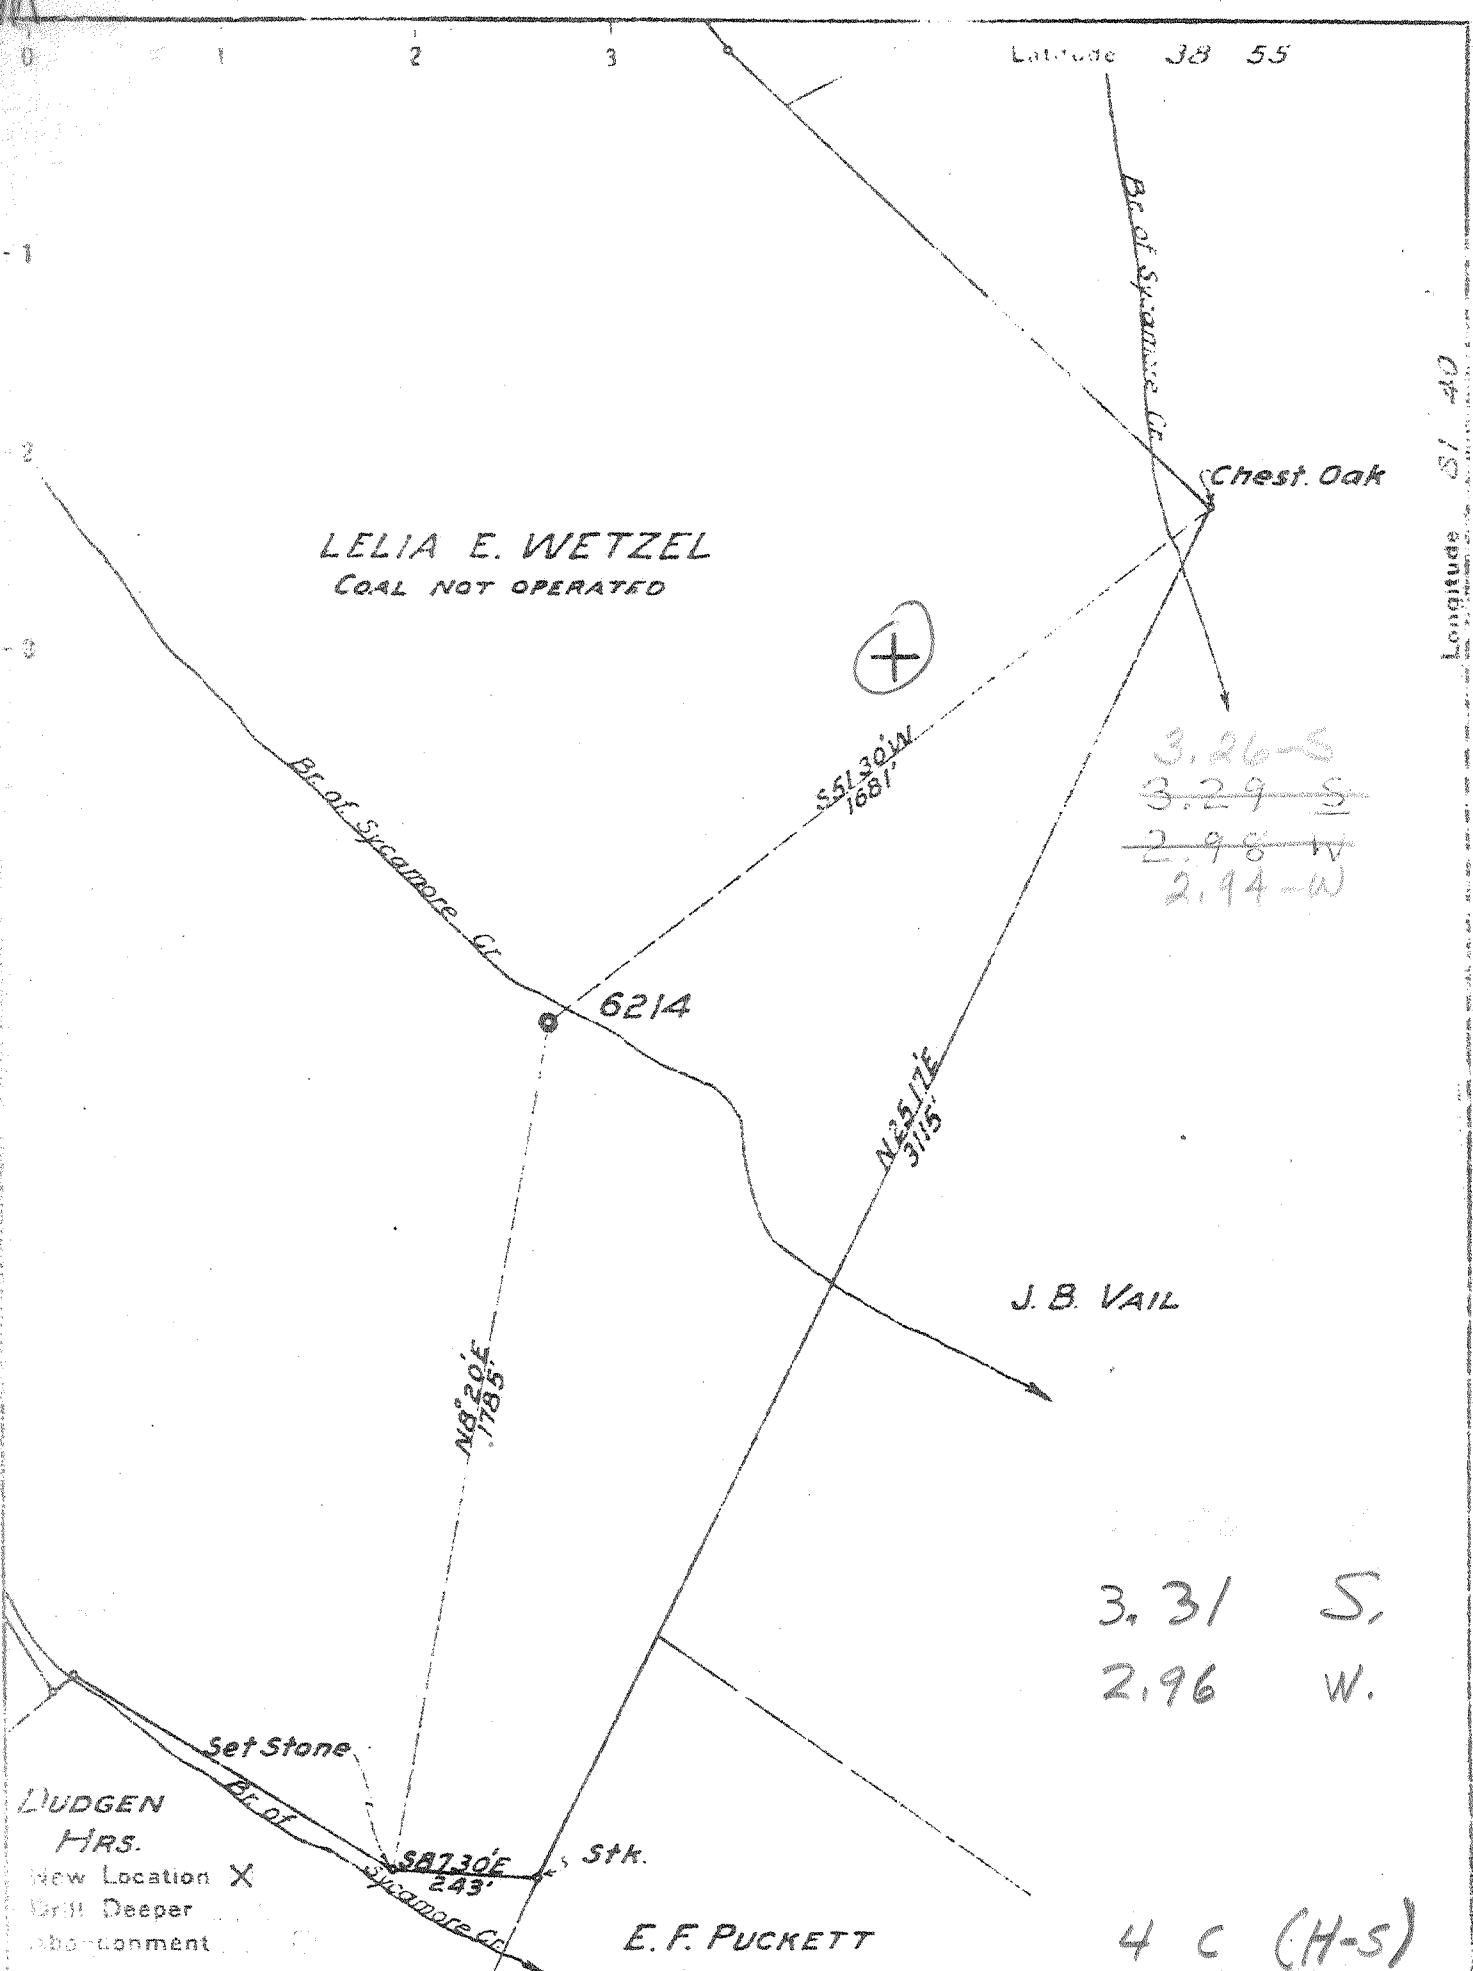 0 1 2 3
Latitude 38 55
- 1
Br. of Sycamore Cr.
Longitude 81 40
- 2
Chest. Oak
LELIA E. WETZEL
COAL NOT OPERATED
- 3
+
S51 30'W
1681'
3.26-S
3.29 S
2.98 W
2.94-W
Br. of Sycamore Cr.
6214
N 25 17'E
3115'
J. B. VAIL
N8°20'E
1785'
3.31 S.
2.96 W.
Set Stone
DUDGEN
HRS.
Br. of Sycamore Cr.
S87 30'E
243'
Stk.
New Location X
Drill Deeper
Abandonment
E. F. PUCKETT
4 C (H-S)